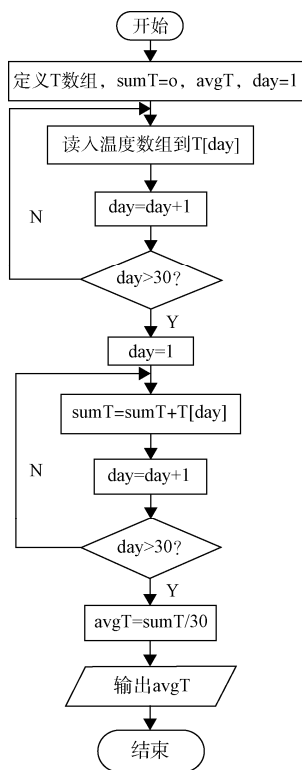 开始
定义T数组，sumT=o，avgT，day=1
读入温度数组到T[day]
day=day+1
N
day>30?
Y
day=1
sumT=sumT+T[day]
day=day+1
N
day>30?
Y
avgT=sumT/30
输出avgT
结束